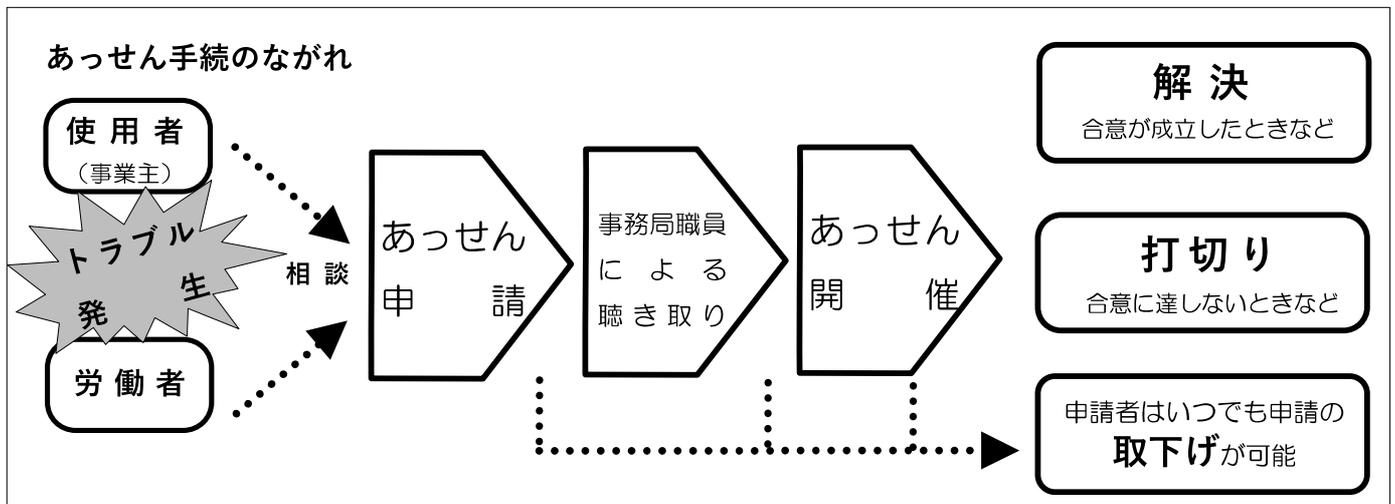 あっせん手続のながれ
使用者
（事業主）
トラブル
発生
労働者
相談
あっせん
申請
事務局職員
による
聴き取り
あっせん
開催
解決
合意が成立したときなど
打切り
合意に達しないときなど
申請者はいつでも申請の
取下げが可能